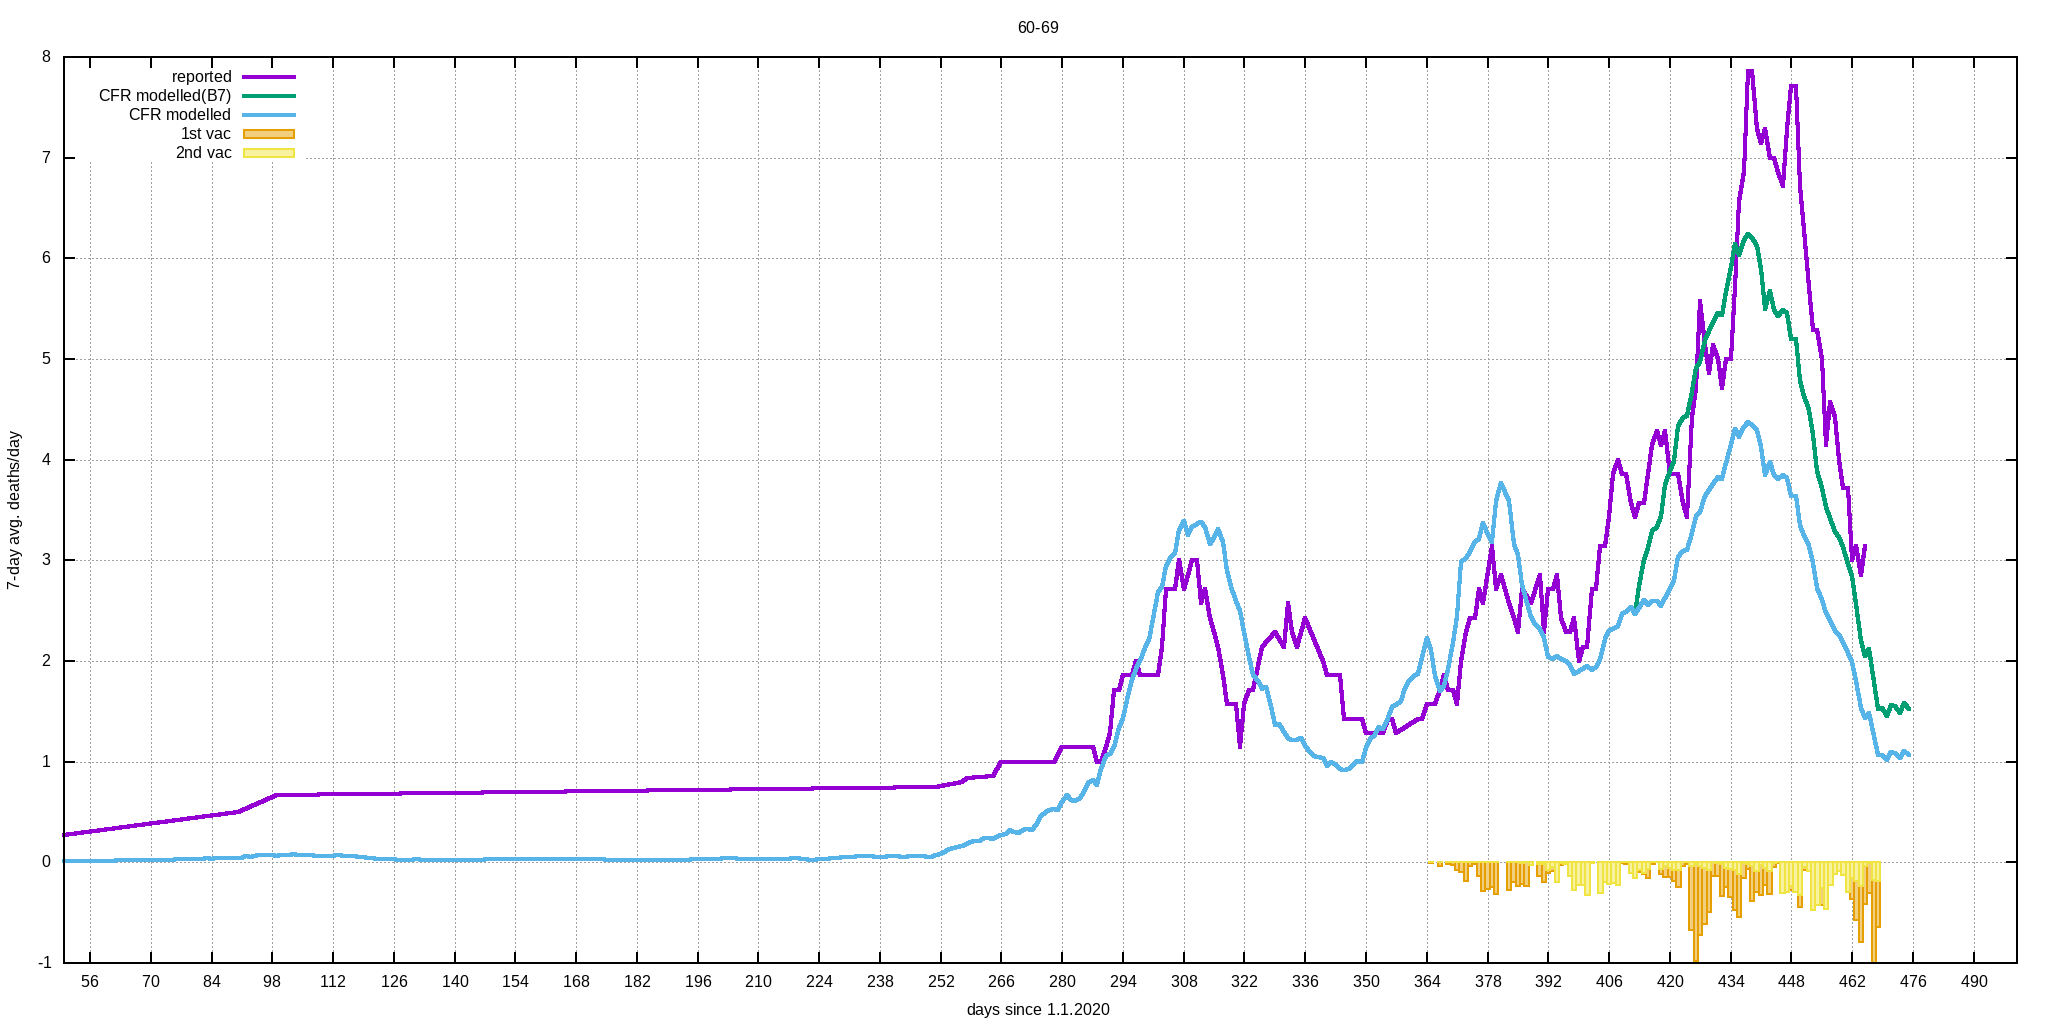 60-69
8
7
6
5
4
3
2
1
0
-1
7-day avg. deaths/day
reported
CFR modelled(B7)
CFR modelled
1st vac
2nd vac
56 70 84 98 112 126 140 154 168 182 196 210 224 238 252 266 280 294 308 322 336 350 364 378 392 406 420 434 448 462 476 490
days since 1.1.2020